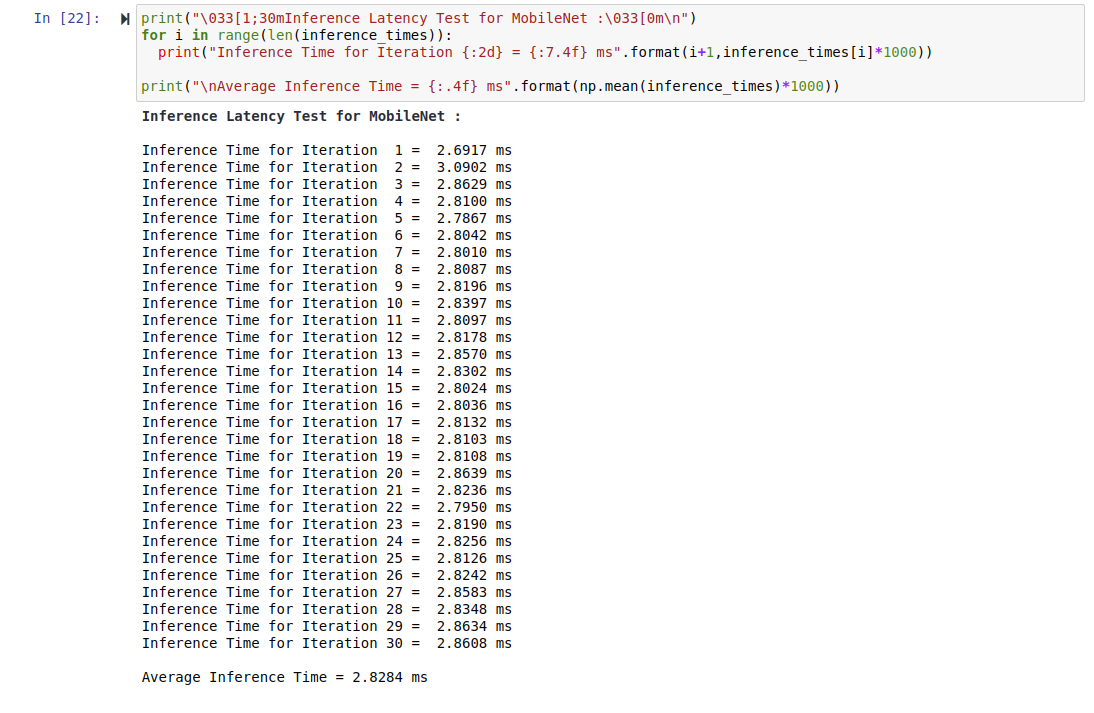 In [22]:
print("\033[1;30mInference Latency Test for MobileNet :\033[0m\n")
for i in range(len(inference_times)):
  print("Inference Time for Iteration {:2d} = {:7.4f} ms".format(i+1,inference_times[i]*1000))

print("\nAverage Inference Time = {:.4f} ms".format(np.mean(inference_times)*1000))
Inference Latency Test for MobileNet :

Inference Time for Iteration  1 =  2.6917 ms
Inference Time for Iteration  2 =  3.0902 ms
Inference Time for Iteration  3 =  2.8629 ms
Inference Time for Iteration  4 =  2.8100 ms
Inference Time for Iteration  5 =  2.7867 ms
Inference Time for Iteration  6 =  2.8042 ms
Inference Time for Iteration  7 =  2.8010 ms
Inference Time for Iteration  8 =  2.8087 ms
Inference Time for Iteration  9 =  2.8196 ms
Inference Time for Iteration 10 =  2.8397 ms
Inference Time for Iteration 11 =  2.8097 ms
Inference Time for Iteration 12 =  2.8178 ms
Inference Time for Iteration 13 =  2.8570 ms
Inference Time for Iteration 14 =  2.8302 ms
Inference Time for Iteration 15 =  2.8024 ms
Inference Time for Iteration 16 =  2.8036 ms
Inference Time for Iteration 17 =  2.8132 ms
Inference Time for Iteration 18 =  2.8103 ms
Inference Time for Iteration 19 =  2.8108 ms
Inference Time for Iteration 20 =  2.8639 ms
Inference Time for Iteration 21 =  2.8236 ms
Inference Time for Iteration 22 =  2.7950 ms
Inference Time for Iteration 23 =  2.8190 ms
Inference Time for Iteration 24 =  2.8256 ms
Inference Time for Iteration 25 =  2.8126 ms
Inference Time for Iteration 26 =  2.8242 ms
Inference Time for Iteration 27 =  2.8583 ms
Inference Time for Iteration 28 =  2.8348 ms
Inference Time for Iteration 29 =  2.8634 ms
Inference Time for Iteration 30 =  2.8608 ms

Average Inference Time = 2.8284 ms